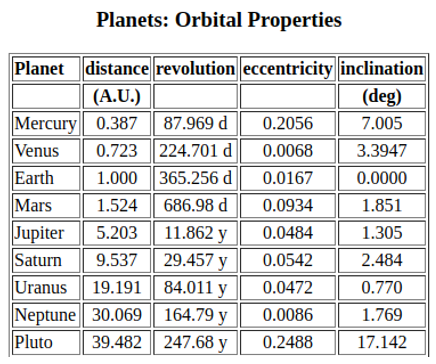 Planets: Orbital Properties
Planet distance revolution eccentricity inclination
(A.U.) (deg)
Mercury 0.387 87.969 d 0.2056 7.005
Venus 0.723 224.701 d 0.0068 3.3947
Earth 1.000 365.256 d 0.0167 0.0000
Mars 1.524 686.98 d 0.0934 1.851
Jupiter 5.203 11.862 y 0.0484 1.305
Saturn 9.537 29.457 y 0.0542 2.484
Uranus 19.191 84.011 y 0.0472 0.770
Neptune 30.069 164.79 y 0.0086 1.769
Pluto 39.482 247.68 y 0.2488 17.142